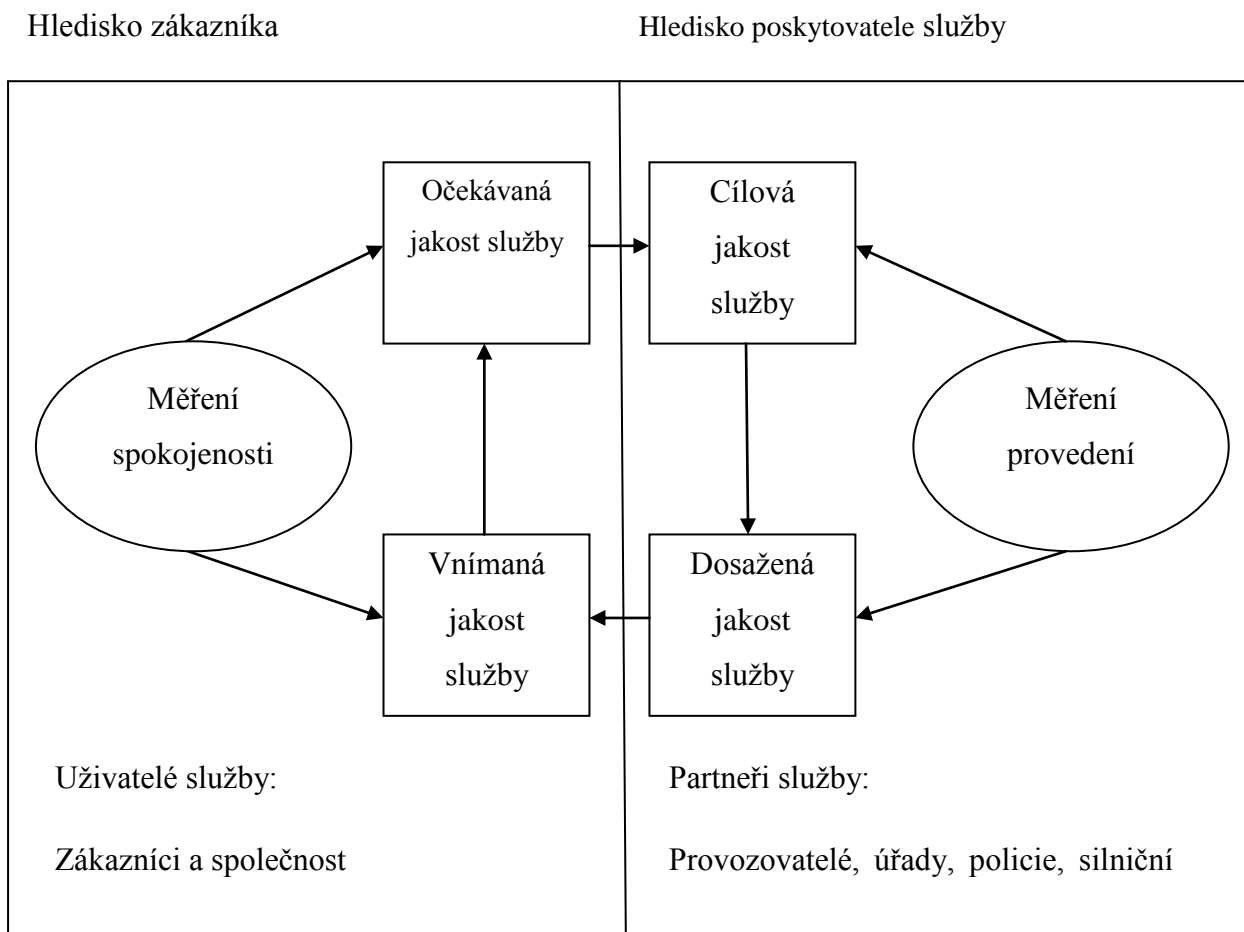 Hledisko zákazníka
Hledisko poskytovatele služby
Očekávaná
jakost služby
Cílová
jakost
služby
Měření
spokojenosti
Měření
provedení
Vnímaná
jakost
služby
Dosažená
jakost
služby
Uživatelé služby:
Zákazníci a společnost
Partneři služby:
Provozovatelé, úřady, policie, silniční